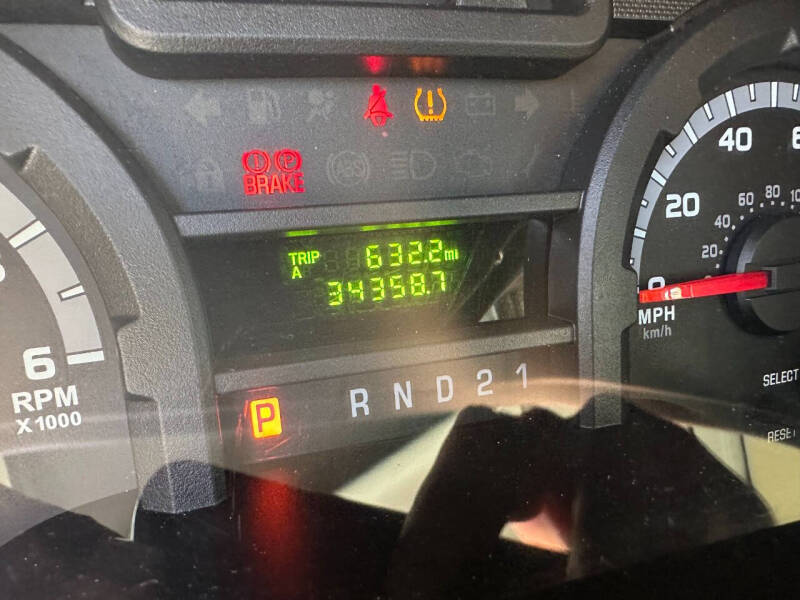 BRAKE
TRIP A 632.2 mi
34358.7
40
20
0
MPH
km/h
80
60
40
20
6
RPM
X1000
P R N D 2 1
SELECT
RESET